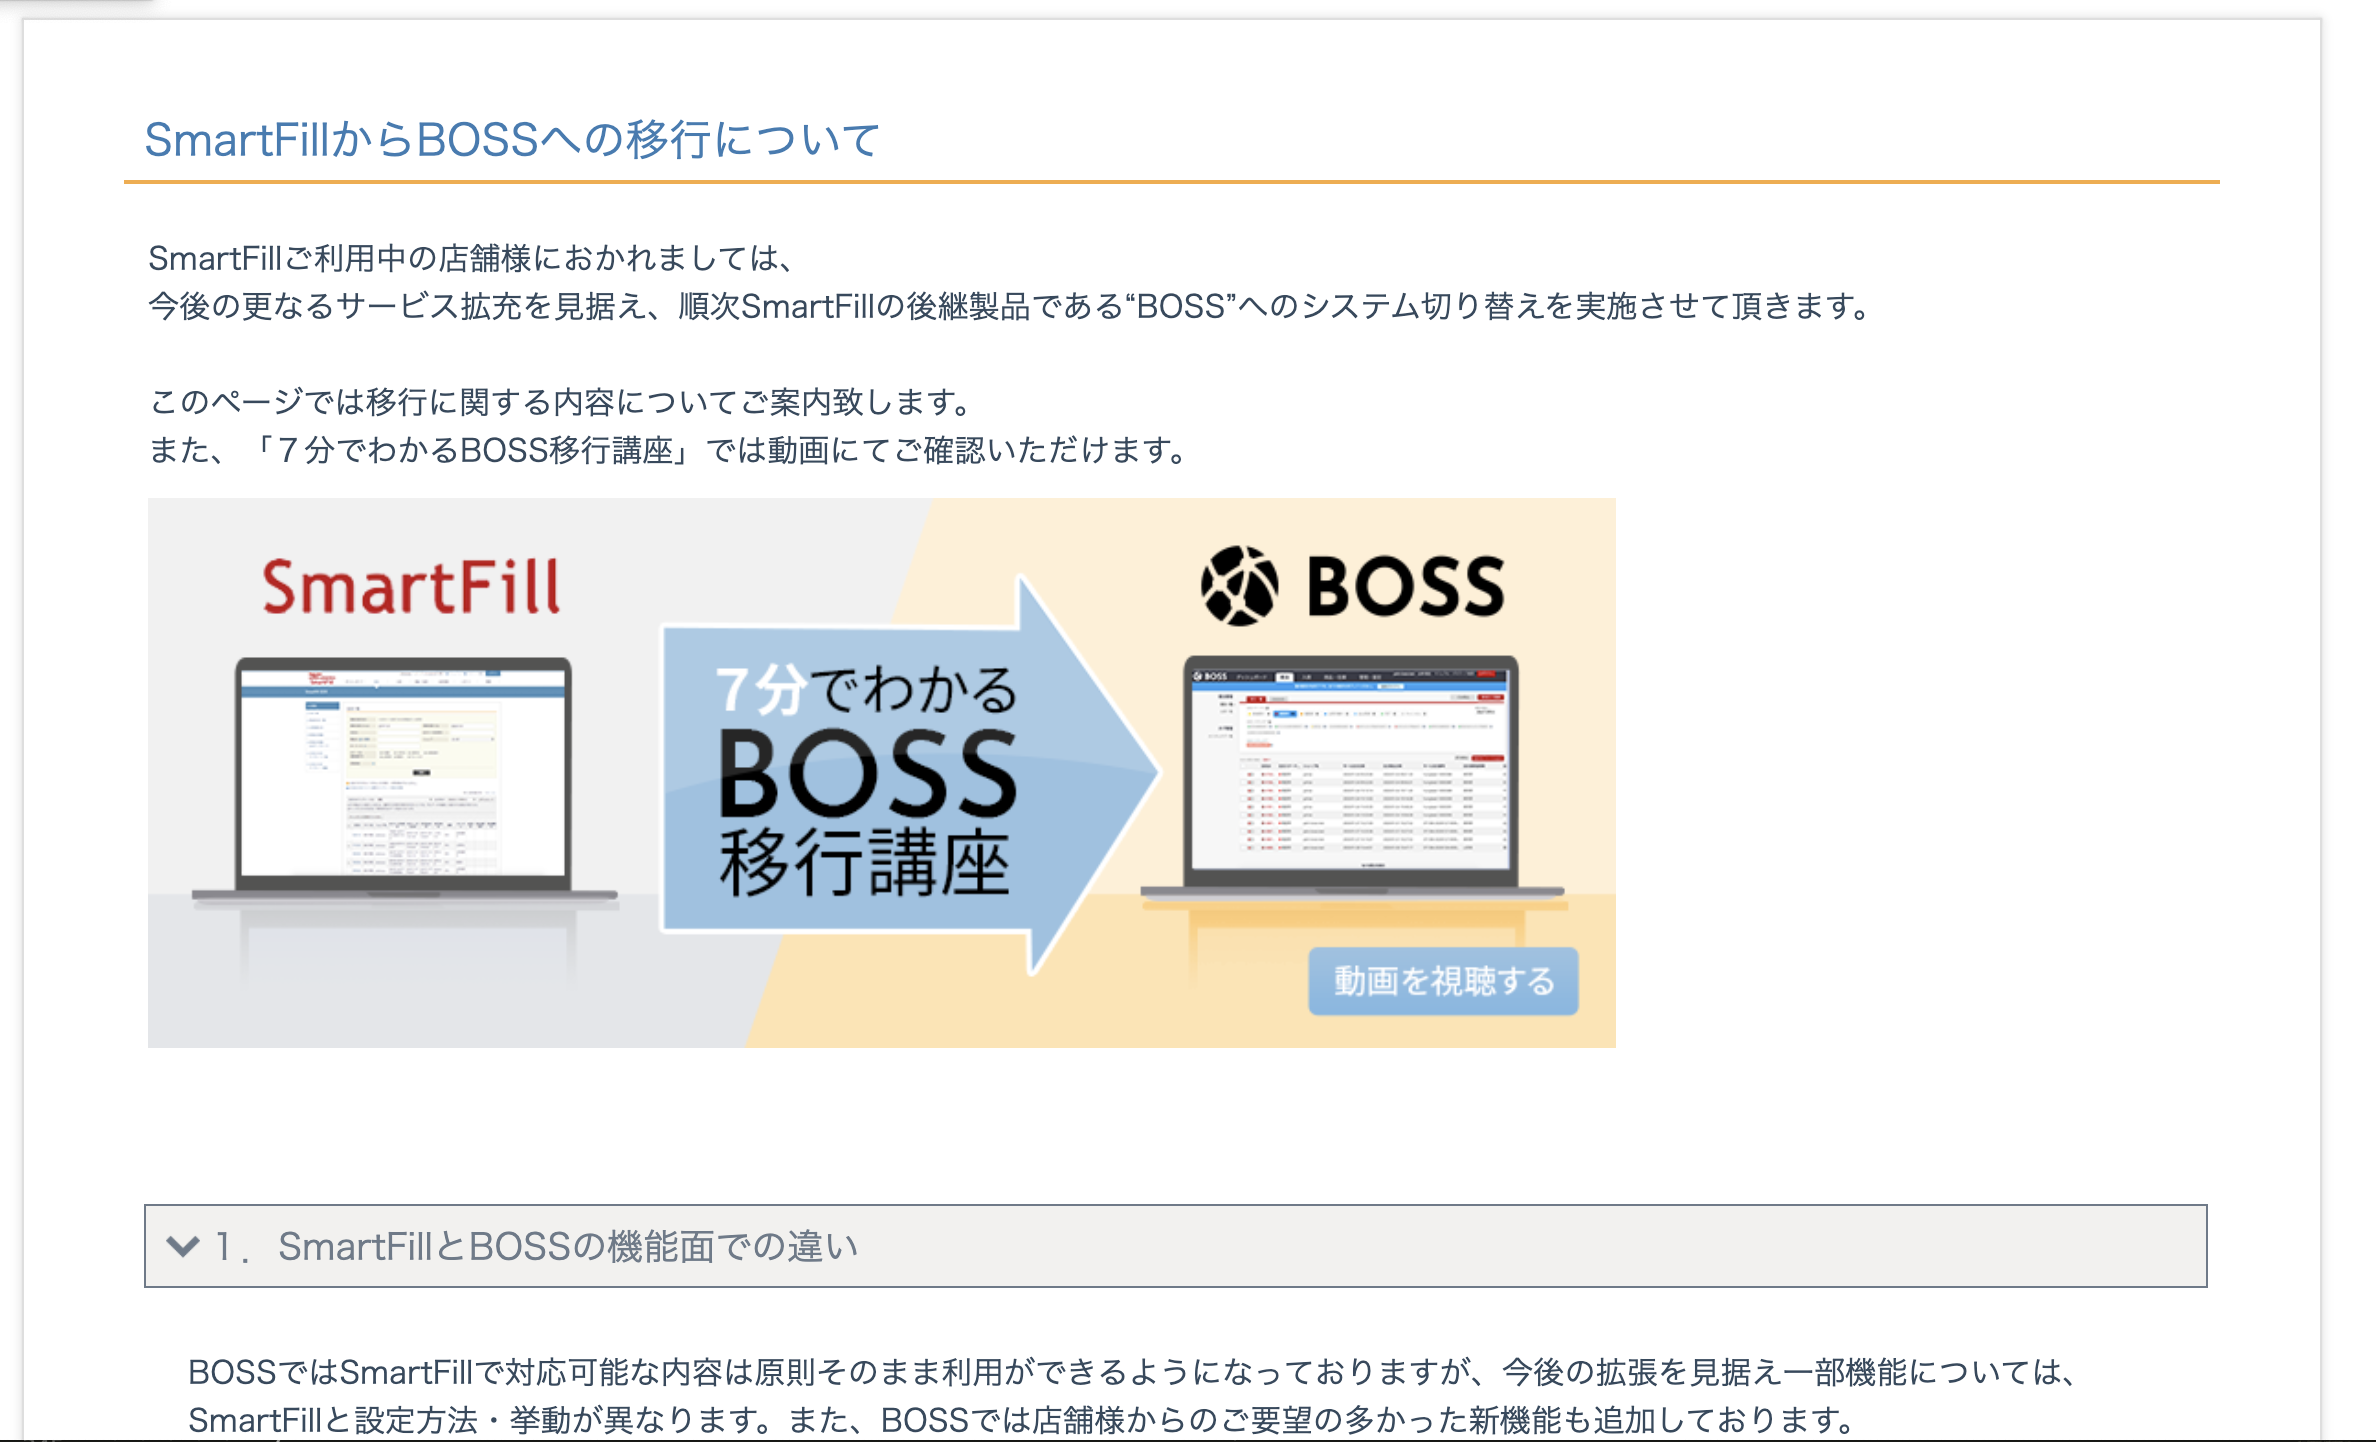 SmartFillからBOSSへの移行について
SmartFillご利用中の店舗様におかれましては、
今後の更なるサービス拡充を見据え、順次SmartFillの後継製品である“BOSS”へのシステム切り替えを実施させて頂きます。
このページでは移行に関する内容についてご案内致します。
また、「７分でわかるBOSS移行講座」では動画にてご確認いただけます。
SmartFill
BOSS
7分でわかる
BOSS
移行講座
BOSS
動画を視聴する
１．SmartFillとBOSSの機能面での違い
BOSSではSmartFillで対応可能な内容は原則そのまま利用ができるようになっておりますが、今後の拡張を見据え一部機能については、
SmartFillと設定方法・挙動が異なります。また、BOSSでは店舗様からのご要望の多かった新機能も追加しております。